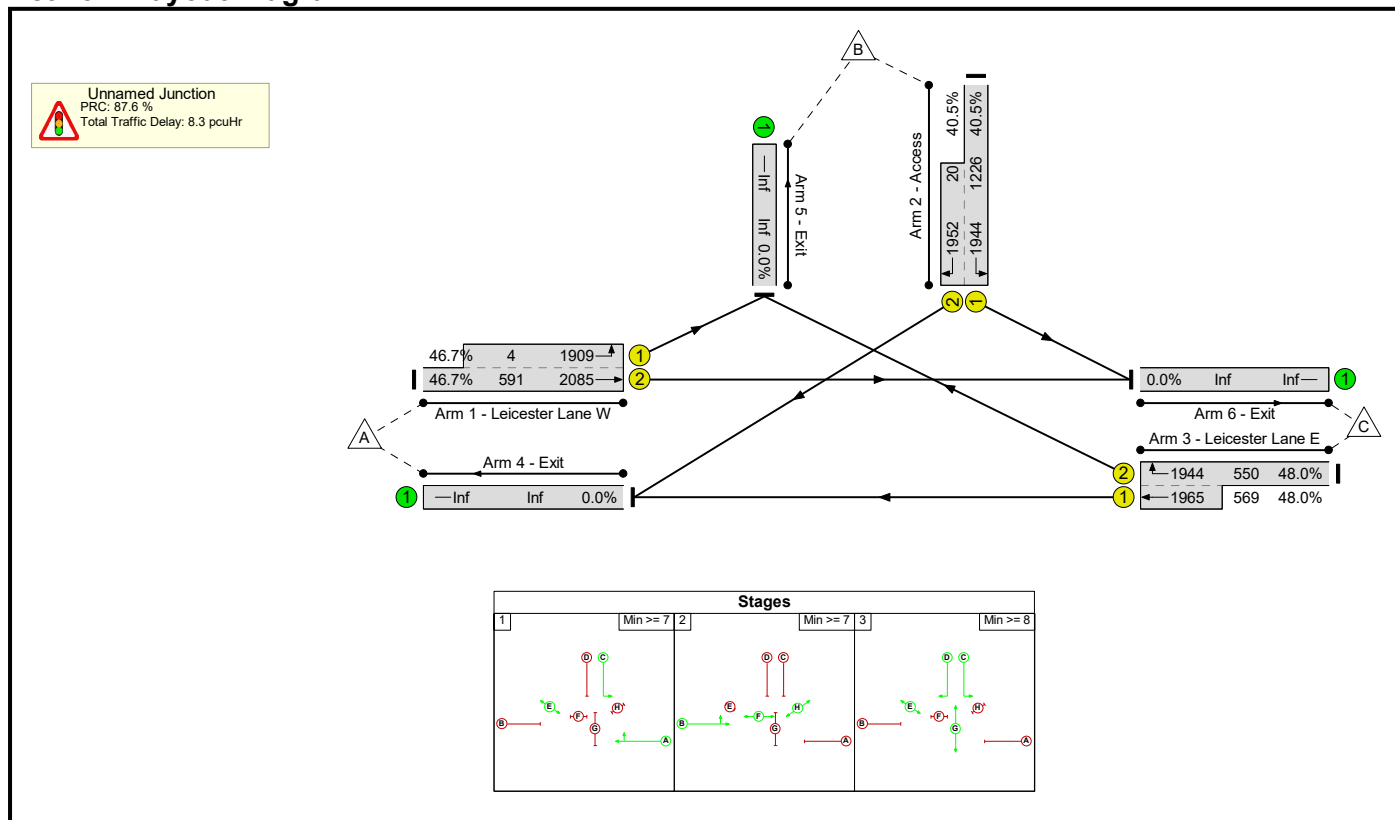 Unnamed Junction
PRC: 87.6 %
Total Traffic Delay: 8.3 pcuHr
B
1
Inf Inf 0.0%
Arm 5 - Exit
Arm 2 - Access
1952 20 40.5%
1944 1226 40.5%
2 1
46.7% 4 1909 1
46.7% 591 2085 2
Arm 1 - Leicester Lane W
A
Arm 4 - Exit
1 Inf Inf 0.0%
0.0% Inf Inf 1
Arm 6 - Exit
C
Arm 3 - Leicester Lane E
2 1944 550 48.0%
1 1965 569 48.0%
Stages
1 Min >= 7 2 Min >= 7 3 Min >= 8
D C D C D C
E F H G B A
E F H G B A
E F H G B A